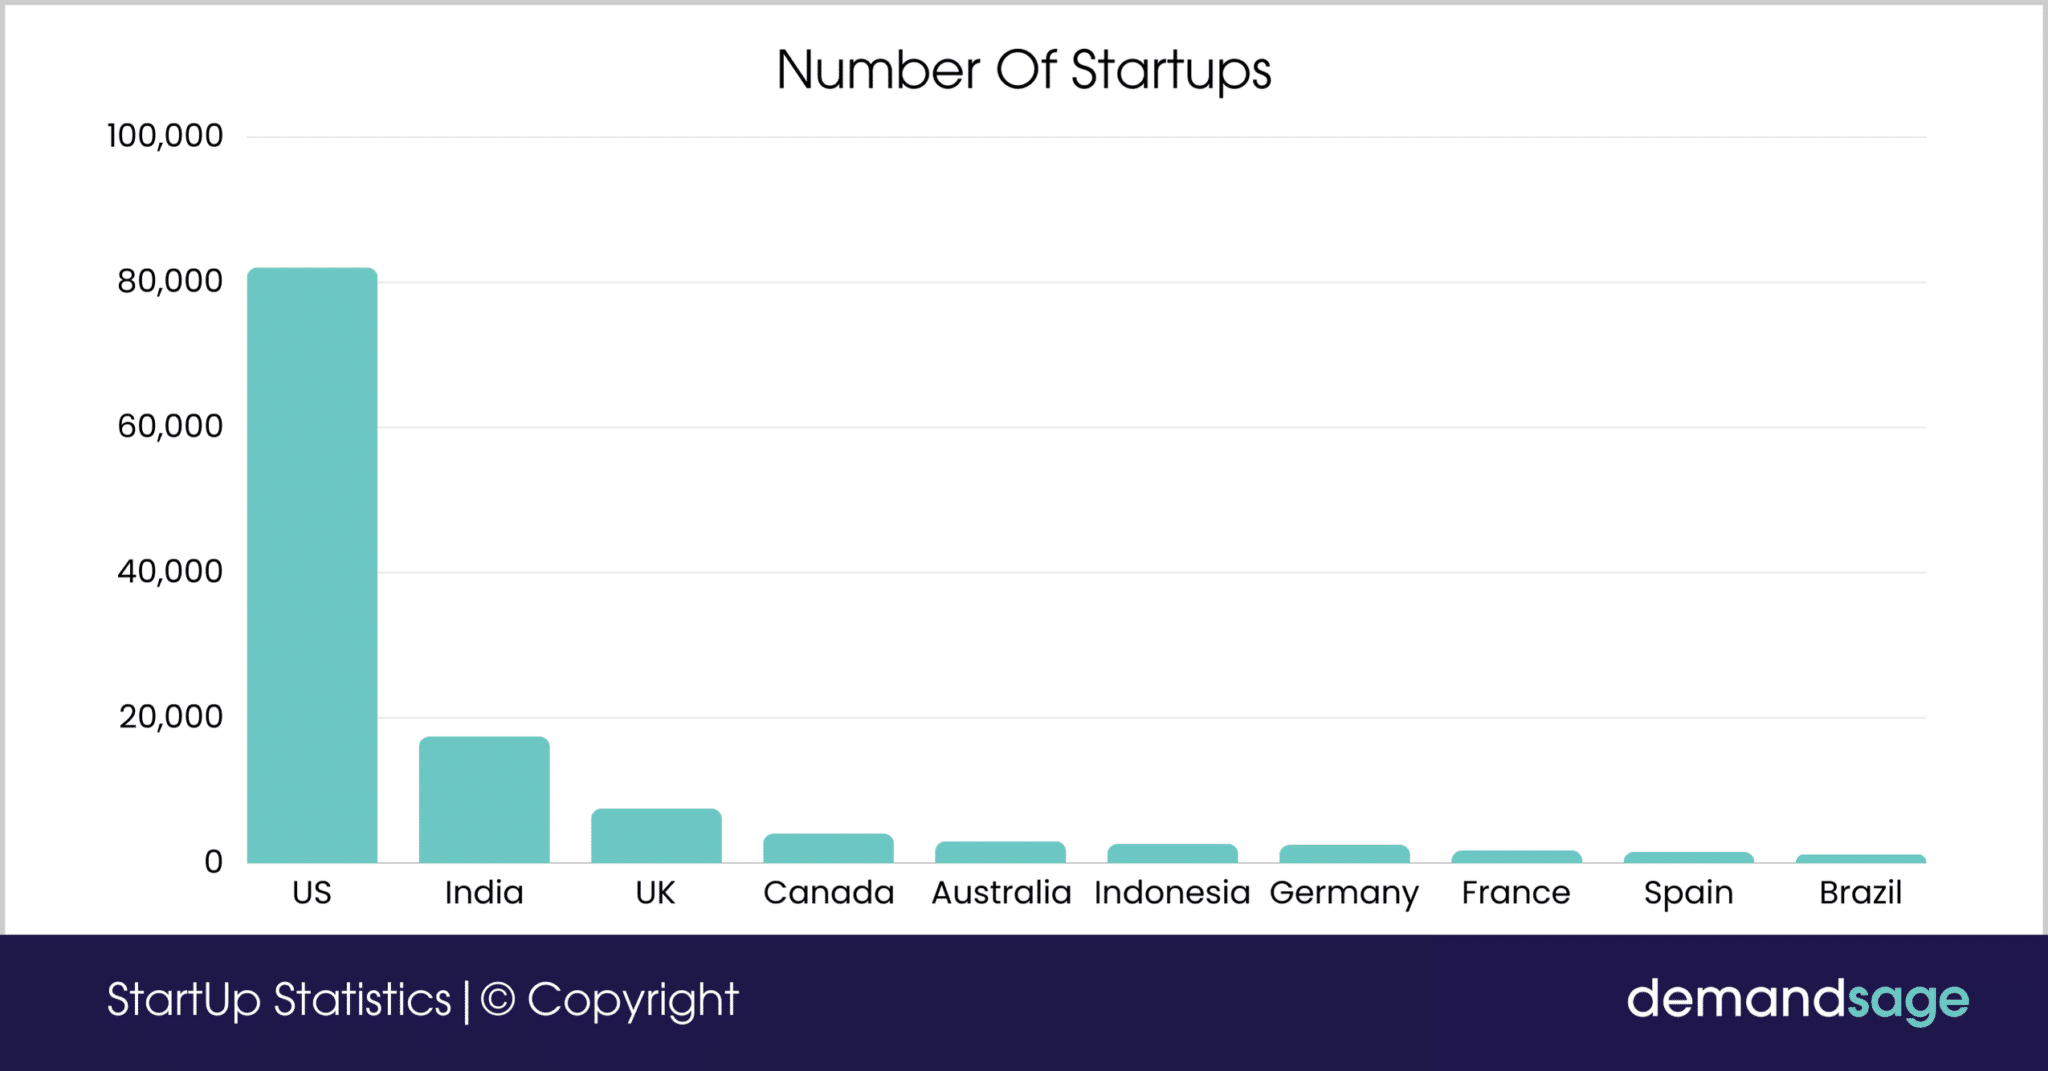 Number Of Startups
100,000
80,000
60,000
40,000
20,000
0
US India UK Canada Australia Indonesia Germany France Spain Brazil
StartUp Statistics | © Copyright
demandsage